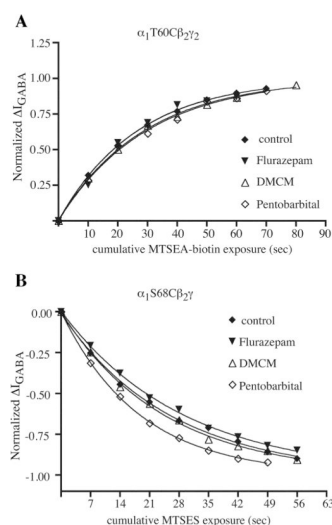 A
α₁T60Cβ₂γ₂
Normalized ΔI_GABA
1.25
1.00
0.75
0.50
0.25
control
Flurazepam
DMCM
Pentobarbital
10 20 30 40 50 60 70 80 90
cumulative MTSEA-biotin exposure (sec)
B
α₁S68Cβ₂γ
Normalized ΔI_GABA
0.00
-0.25
-0.50
-0.75
-1.00
control
Flurazepam
DMCM
Pentobarbital
7 14 21 28 35 42 49 56 63
cumulative MTSES exposure (sec)